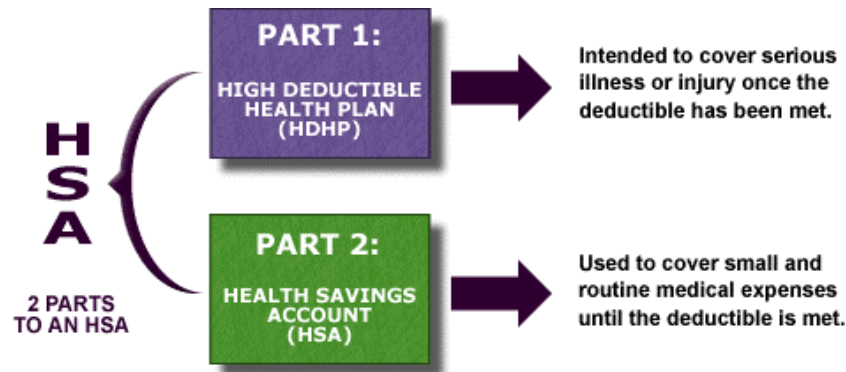 HSA
2 PARTS
TO AN HSA
PART 1:
HIGH DEDUCTIBLE
HEALTH PLAN
(HDHP)
Intended to cover serious
illness or injury once the
deductible has been met.
PART 2:
HEALTH SAVINGS
ACCOUNT
(HSA)
Used to cover small and
routine medical expenses
until the deductible is met.